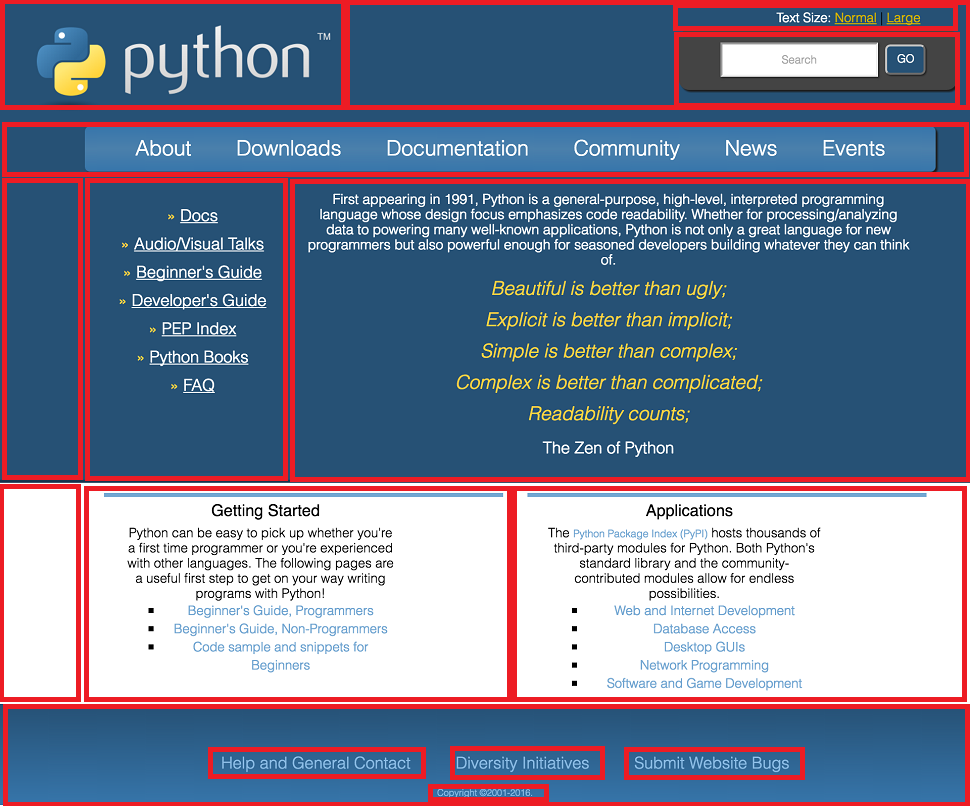 python™
Text Size: Normal | Large
Search
GO
About Downloads Documentation Community News Events
» Docs
» Audio/Visual Talks
» Beginner's Guide
» Developer's Guide
» PEP Index
» Python Books
» FAQ
First appearing in 1991, Python is a general-purpose, high-level, interpreted programming
language whose design focus emphasizes code readability. Whether for processing/analyzing
data to powering many well-known applications, Python is not only a great language for new
programmers but also powerful enough for seasoned developers building whatever they can think
of.
Beautiful is better than ugly;
Explicit is better than implicit;
Simple is better than complex;
Complex is better than complicated;
Readability counts;
The Zen of Python
Getting Started
Python can be easy to pick up whether you're
a first time programmer or you're experienced
with other languages. The following pages are
a useful first step to get on your way writing
programs with Python!
▪ Beginner's Guide, Programmers
▪ Beginner's Guide, Non-Programmers
▪ Code sample and snippets for
Beginners
Applications
The Python Package Index (PyPI) hosts thousands of
third-party modules for Python. Both Python's
standard library and the community-
contributed modules allow for endless
possibilities.
▪ Web and Internet Development
▪ Database Access
▪ Desktop GUIs
▪ Network Programming
▪ Software and Game Development
Help and General Contact Diversity Initiatives Submit Website Bugs
Copyright ©2001-2016.